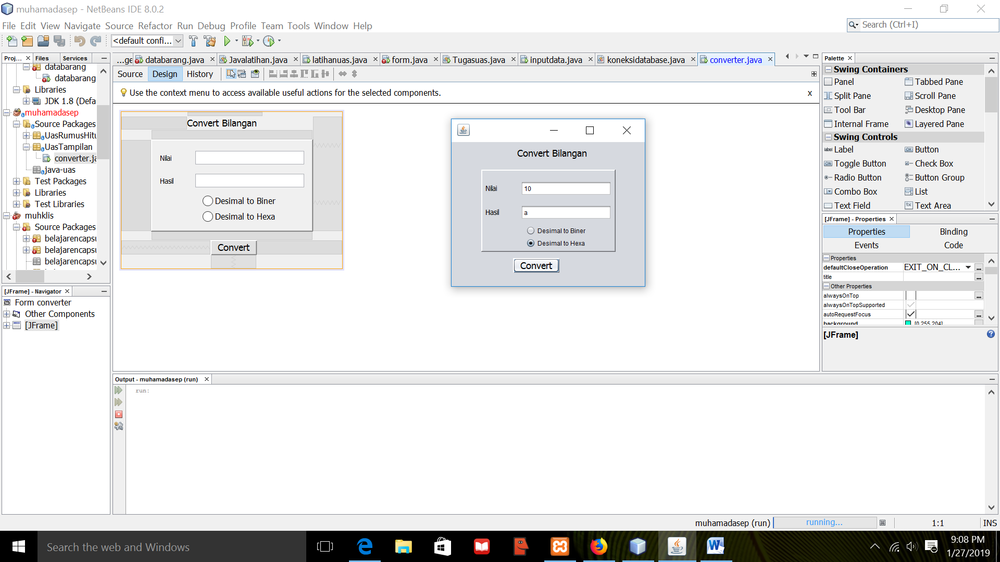 muhamadasep - NetBeans IDE 8.0.2
File Edit View Navigate Source Refactor Run Debug Profile Team Tools Window Help
Search (Ctrl+I)
<default confi...
Proj... Files Services
databarang
databarang
Libraries
JDK 1.8 (Defa
muhamadasep
Source Packages
UasRumusHitu
UasTampilan
converter.ja
java-uas
Test Packages
Libraries
Test Libraries
muhklis
Source Packages
belajarencapsu
belajarencapsu
belajarencapsu
[JFrame] - Navigator
Form converter
Other Components
[JFrame]
...ge databarang.java Javalatihan.java latihanuas.java form.java Tugasuas.java inputdata.java koneksidatabase.java converter.java
Source Design History
Use the context menu to access available useful actions for the selected components. x
Convert Bilangan
Nilai
Hasil
Desimal to Biner
Desimal to Hexa
Convert
Convert Bilangan
Nilai 10
Hasil a
Desimal to Biner
Desimal to Hexa
Convert
Palette
Swing Containers
Panel Tabbed Pane
Split Pane Scroll Pane
Tool Bar Desktop Pane
Internal Frame Layered Pane
Swing Controls
label Label OK Button
ON Toggle Button Check Box
Radio Button Button Group
Combo Box List
Text Field Text Area
[JFrame] - Properties
Properties Binding
Events Code
Properties
defaultCloseOperation EXIT_ON_CL... ...
title ...
Other Properties
alwaysOnTop ...
alwaysOnTopSupported
autoRequestFocus ...
background [0,255,204]
[JFrame]
Output - muhamadasep (run)
run:
muhamadasep (run) running... 1:1 INS
Search the web and Windows
9:08 PM
1/27/2019